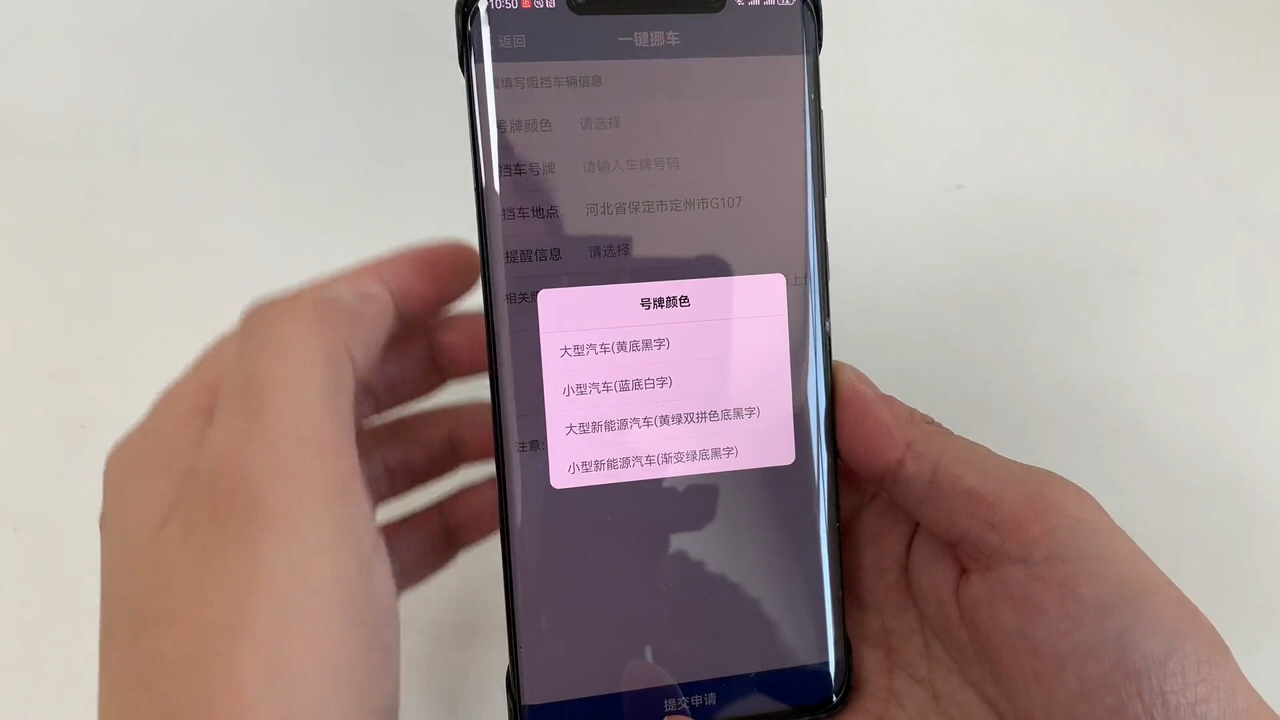 10:50
返回
一键挪车
填写阻挡车辆信息
号牌颜色 请选择
挡车号牌 请输入车牌号码
挡车地点 河北省保定市定州市G107
提醒信息 请选择
相关照
号牌颜色
大型汽车(黄底黑字)
小型汽车(蓝底白字)
大型新能源汽车(黄绿双拼色底黑字)
注意:
小型新能源汽车(渐变绿底黑字)
提交申请